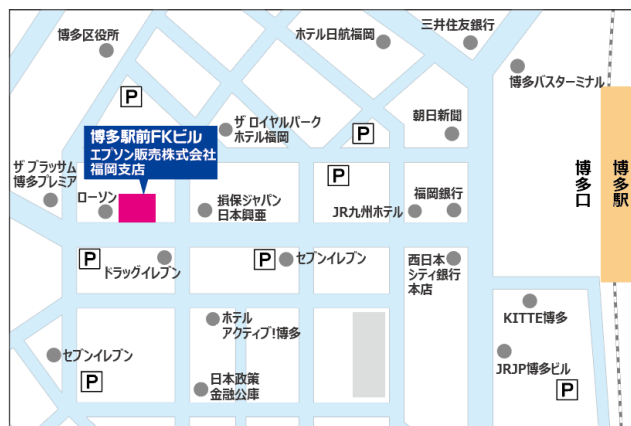 博多区役所
ホテル日航福岡
三井住友銀行
博多バスターミナル
P
ザ ロイヤルパーク
ホテル福岡
P
朝日新聞
博多駅前FKビル
エプソン販売株式会社
福岡支店
P
博多口
博多駅
ザ ブラッサム
博多プレミア
ローソン
損保ジャパン
日本興亜
JR九州ホテル
福岡銀行
P
ドラッグイレブン
P
セブンイレブン
西日本
シティ銀行
本店
ホテル
アクティブ!博多
KITTE博多
セブンイレブン
P
日本政策
金融公庫
JRJP博多ビル
P